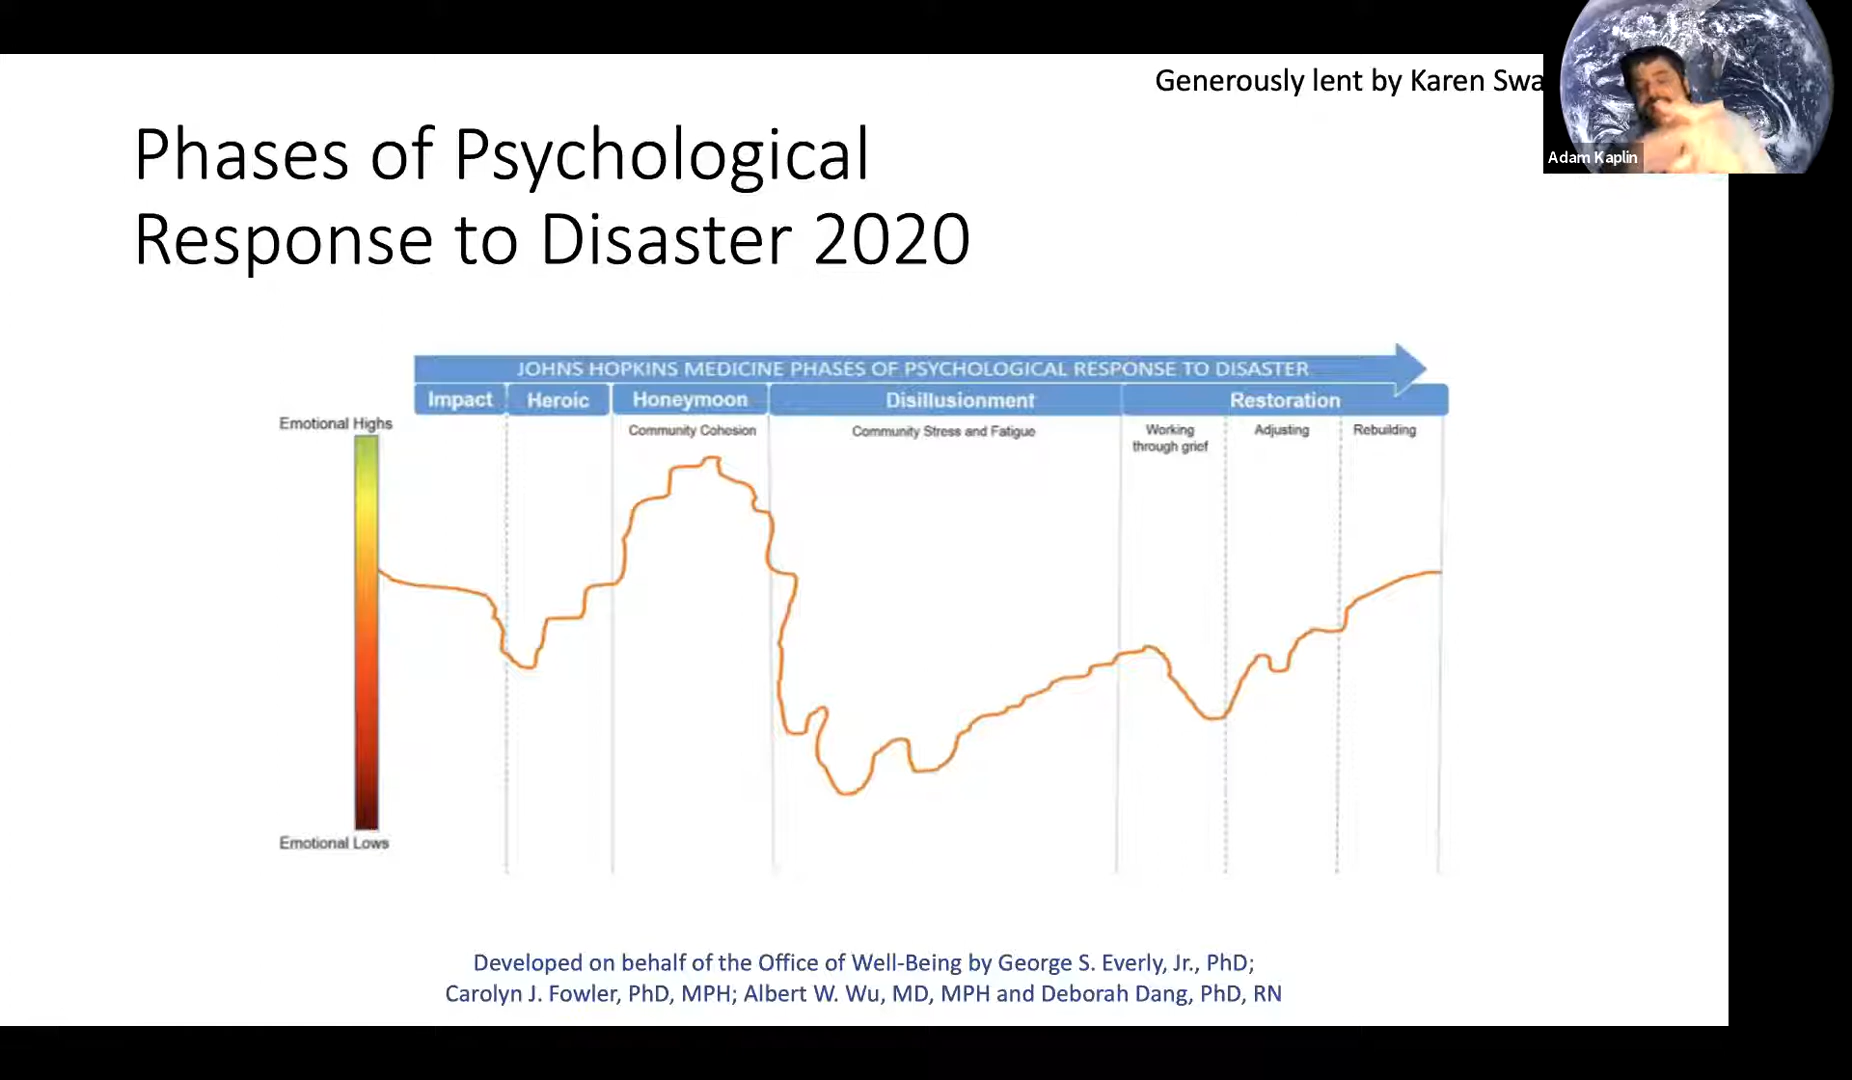 Generously lent by Karen Swa
Adam Kaplin
Phases of Psychological
Response to Disaster 2020
JOHNS HOPKINS MEDICINE PHASES OF PSYCHOLOGICAL RESPONSE TO DISASTER
Impact Heroic Honeymoon Disillusionment Restoration
Emotional Highs
Community Cohesion
Community Stress and Fatigue
Working
through grief
Adjusting
Rebuilding
Emotional Lows
Developed on behalf of the Office of Well-Being by George S. Everly, Jr., PhD;
Carolyn J. Fowler, PhD, MPH; Albert W. Wu, MD, MPH and Deborah Dang, PhD, RN